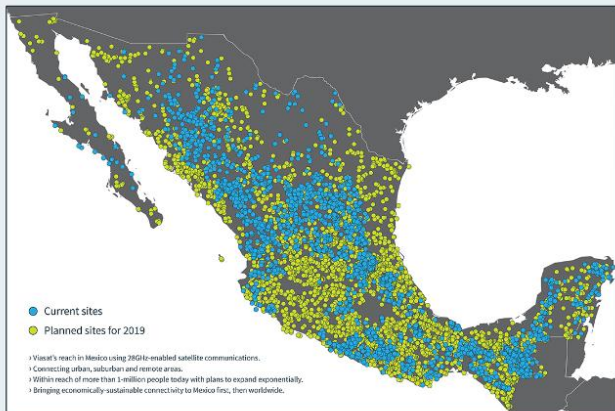 Current sites
Planned sites for 2019
› Viasat's reach in Mexico using 28GHz-enabled satellite communications.
› Connecting urban, suburban and remote areas.
› Within reach of more than 1-million people today with plans to expand exponentially.
› Bringing economically-sustainable connectivity to Mexico first, then worldwide.